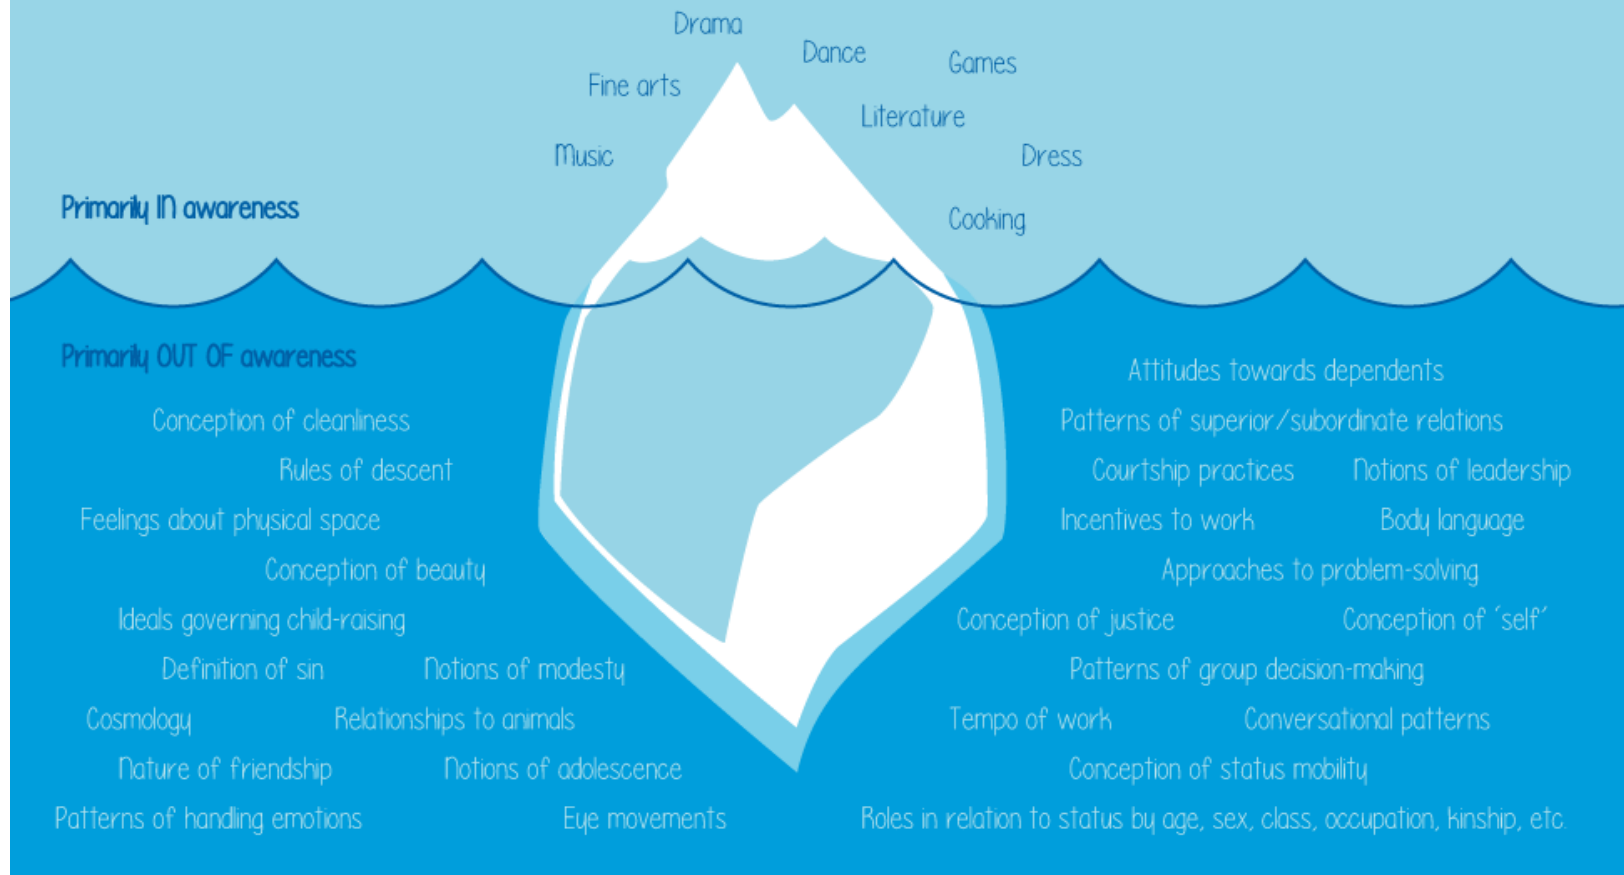 Drama
Dance
Games
Fine arts
Literature
Music
Dress
Primarily IN awareness
Cooking
Primarily OUT OF awareness
Conception of cleanliness
Rules of descent
Feelings about physical space
Conception of beauty
Ideals governing child-raising
Definition of sin
Notions of modesty
Cosmology
Relationships to animals
Nature of friendship
Notions of adolescence
Patterns of handling emotions
Eye movements
Attitudes towards dependents
Patterns of superior/subordinate relations
Courtship practices
Notions of leadership
Incentives to work
Body language
Approaches to problem-solving
Conception of justice
Conception of ‘self’
Patterns of group decision-making
Tempo of work
Conversational patterns
Conception of status mobility
Roles in relation to status by age, sex, class, occupation, kinship, etc.